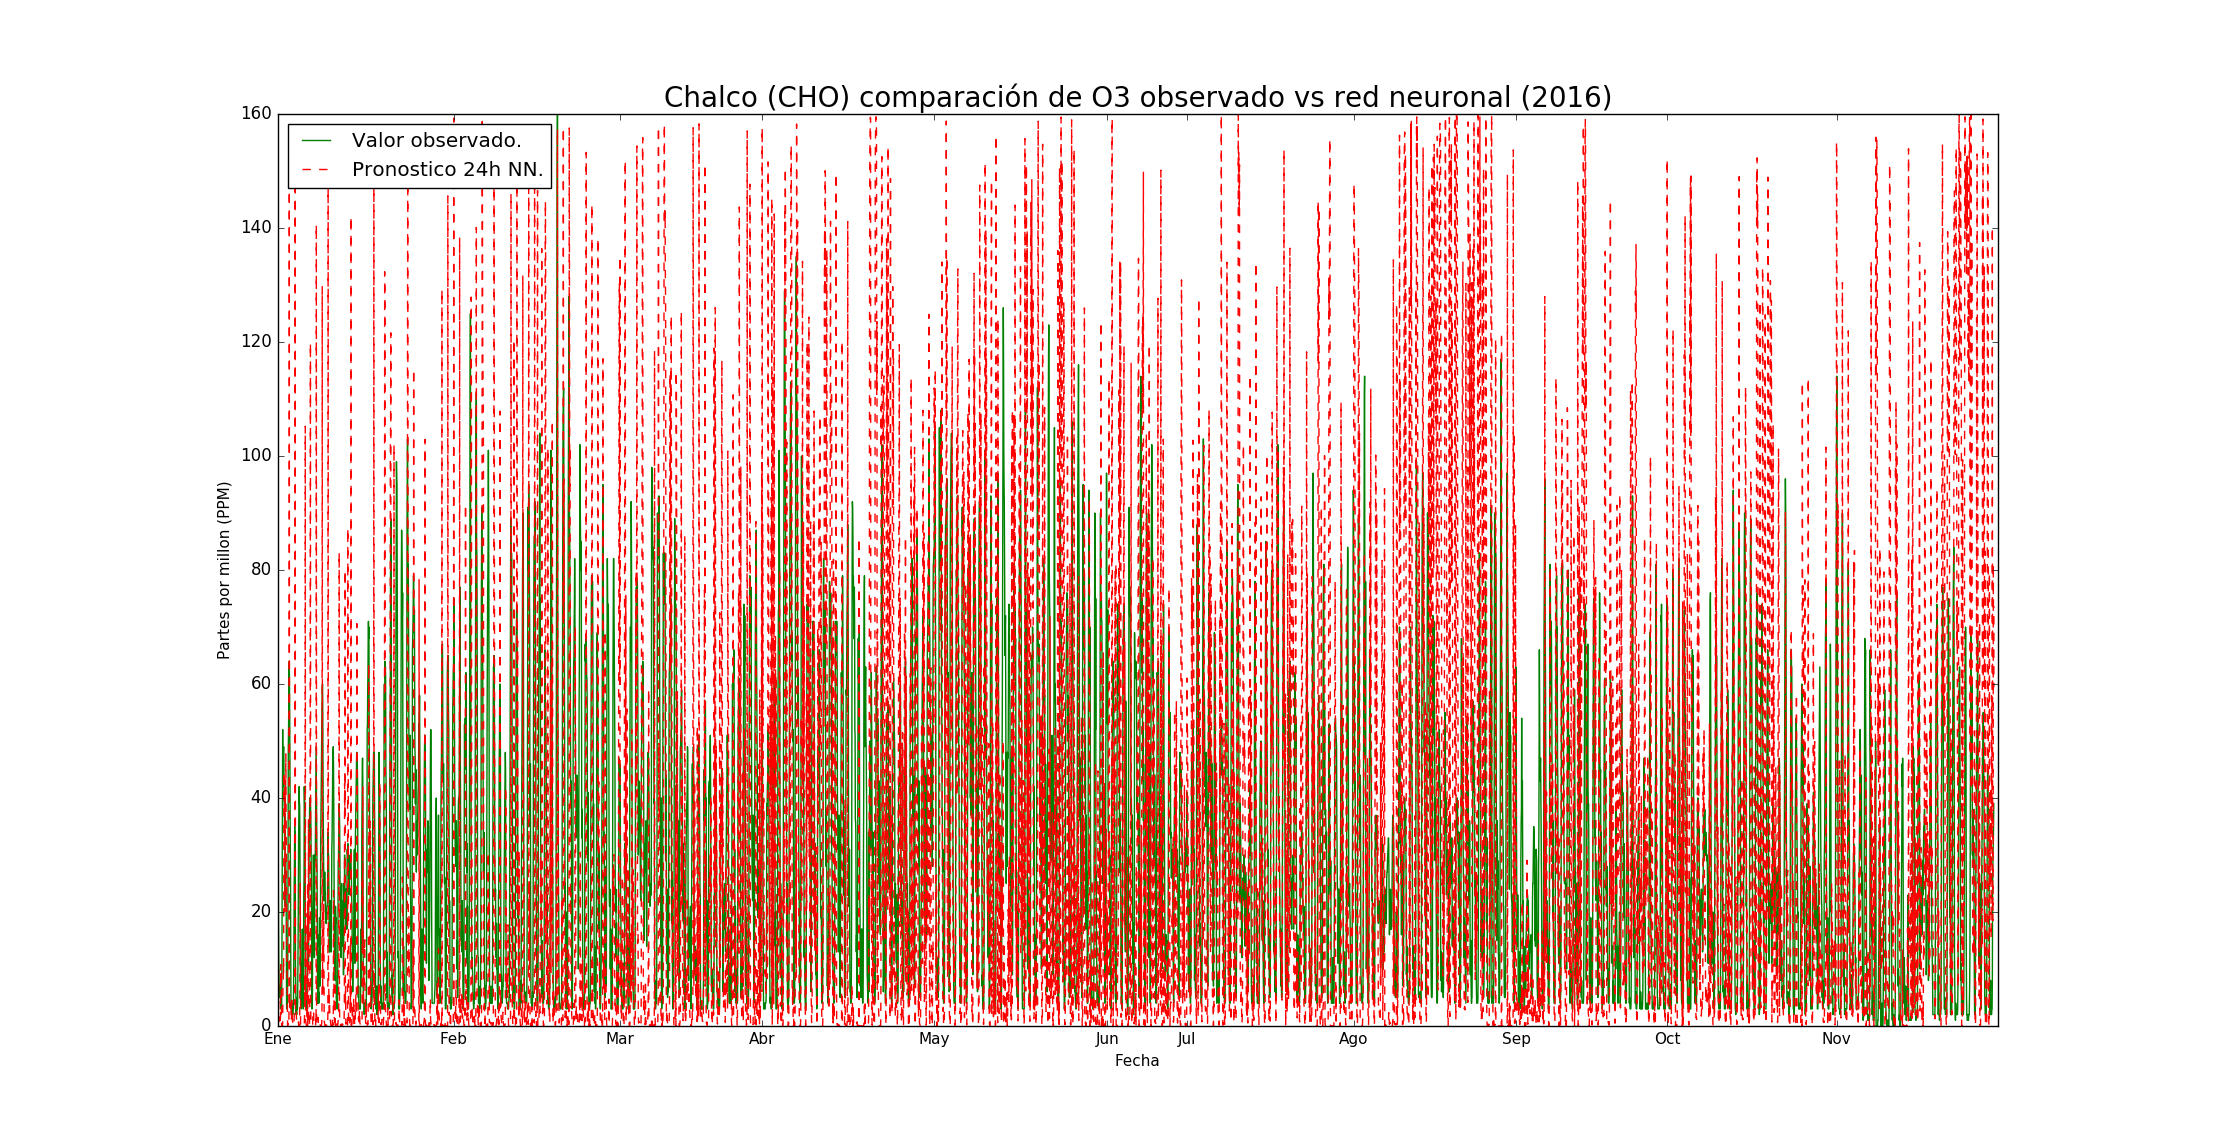 Chalco (CHO) comparación de O3 observado vs red neuronal (2016)
Valor observado.
Pronostico 24h NN.
160
140
120
100
80
60
40
20
0
Partes por millon (PPM)
Ene Feb Mar Abr May Jun Jul Ago Sep Oct Nov
Fecha